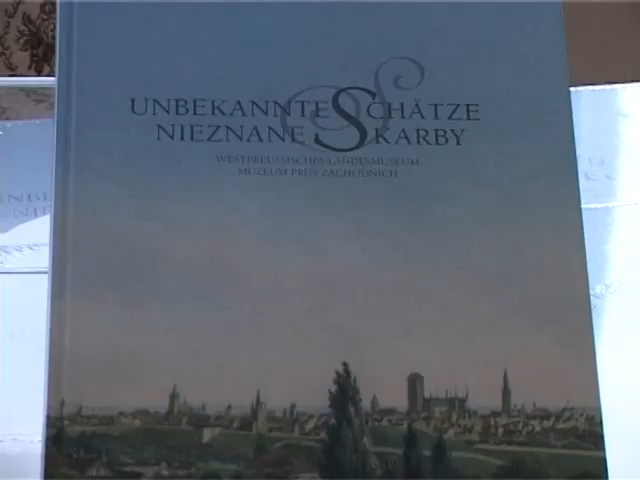 UNBEKANNTE SCHÄTZE
NIEZNANE SKARBY
WESTPREUSSISCHES LANDESMUSEUM
MUZEUM PRUS ZACHODNICH